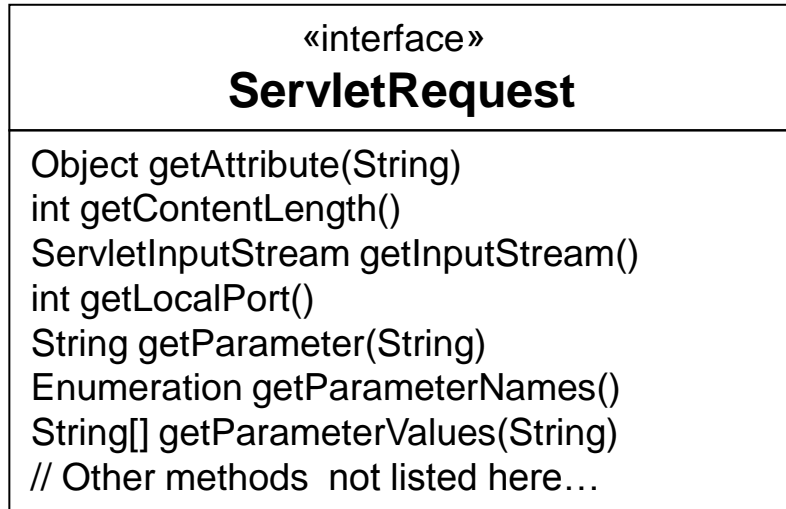 «interface»
ServletRequest
Object getAttribute(String)
int getContentLength()
ServletInputStream getInputStream()
int getLocalPort()
String getParameter(String)
Enumeration getParameterNames()
String[] getParameterValues(String)
// Other methods  not listed here…